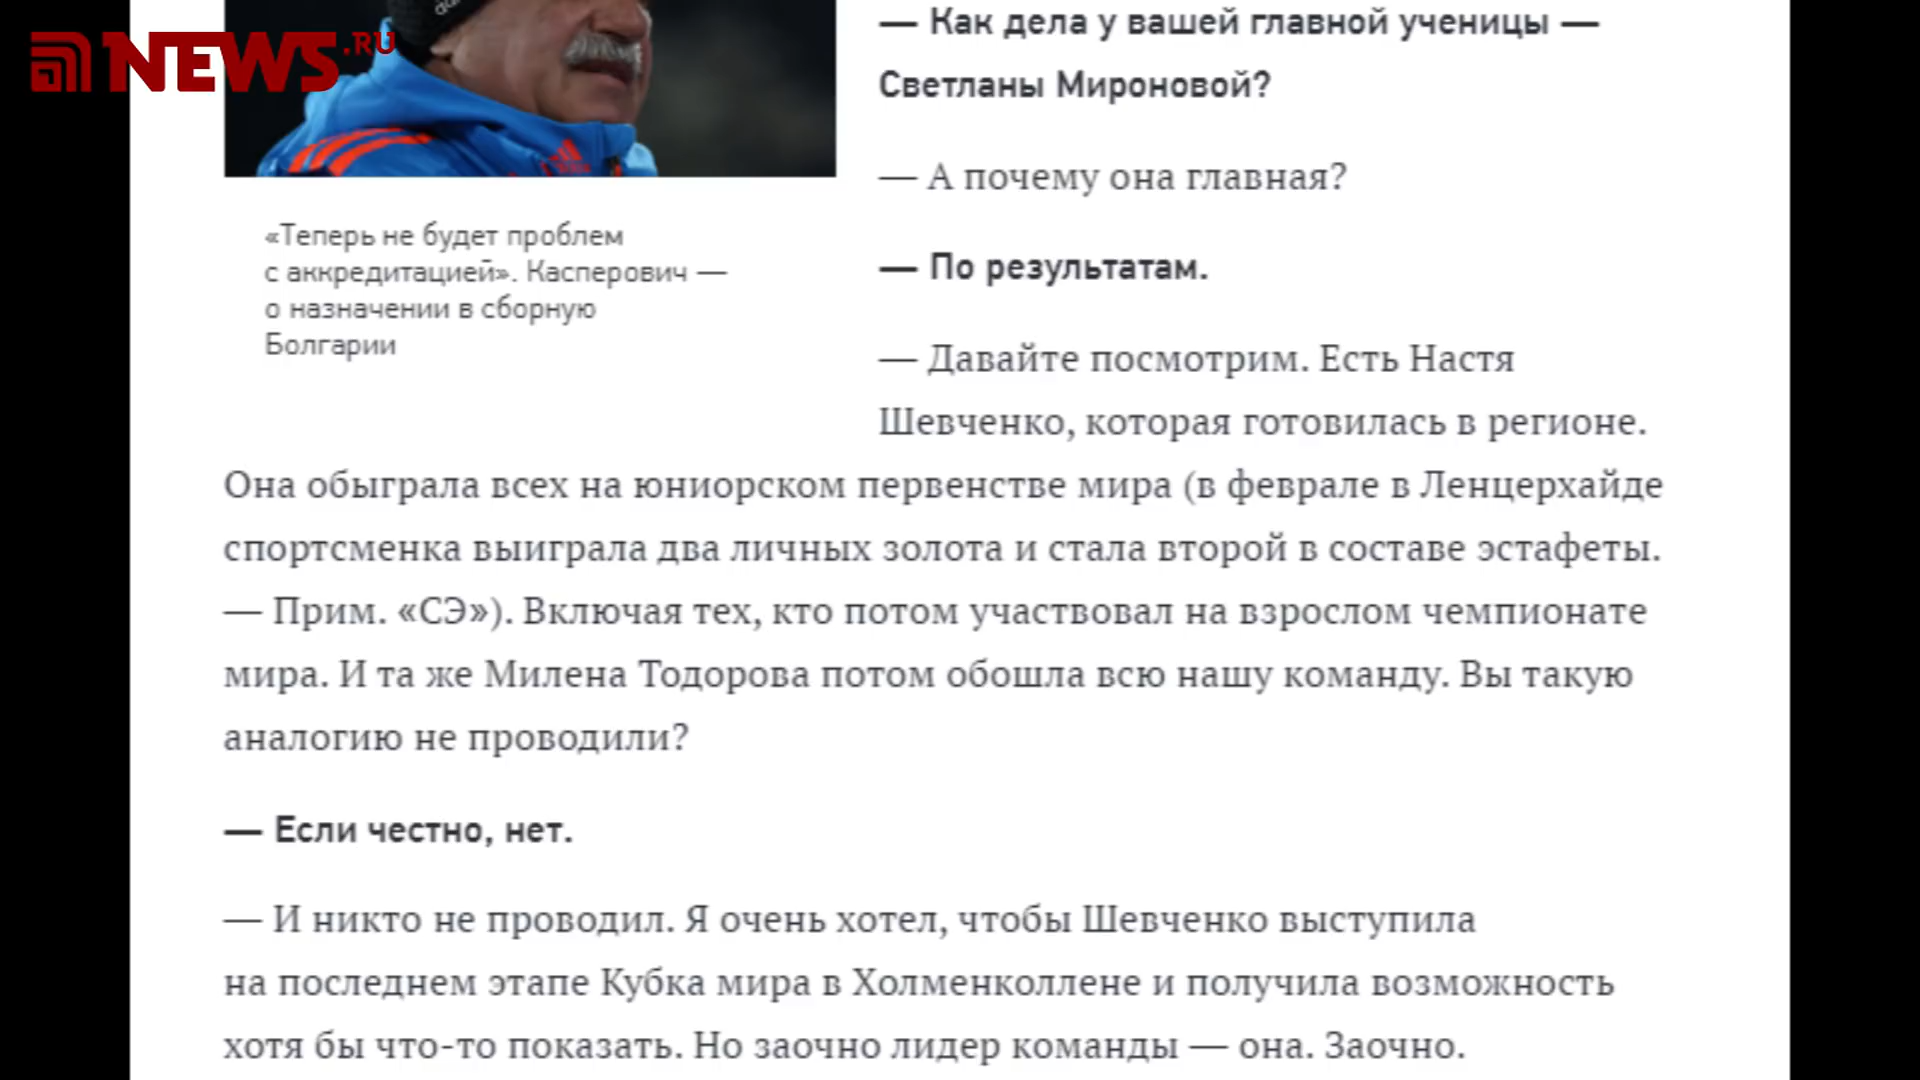 NEWS.RU
— Как дела у вашей главной ученицы —
Светланы Мироновой?
— А почему она главная?
«Теперь не будет проблем
с аккредитацией». Касперович —
о назначении в сборную
Болгарии
— По результатам.
— Давайте посмотрим. Есть Настя
Шевченко, которая готовилась в регионе.
Она обыграла всех на юниорском первенстве мира (в феврале в Ленцерхайде
спортсменка выиграла два личных золота и стала второй в составе эстафеты.
— Прим. «СЭ»). Включая тех, кто потом участвовал на взрослом чемпионате
мира. И та же Милена Тодорова потом обошла всю нашу команду. Вы такую
аналогию не проводили?
— Если честно, нет.
— И никто не проводил. Я очень хотел, чтобы Шевченко выступила
на последнем этапе Кубка мира в Холменколлене и получила возможность
хотя бы что-то показать. Но заочно лидер команды — она. Заочно.